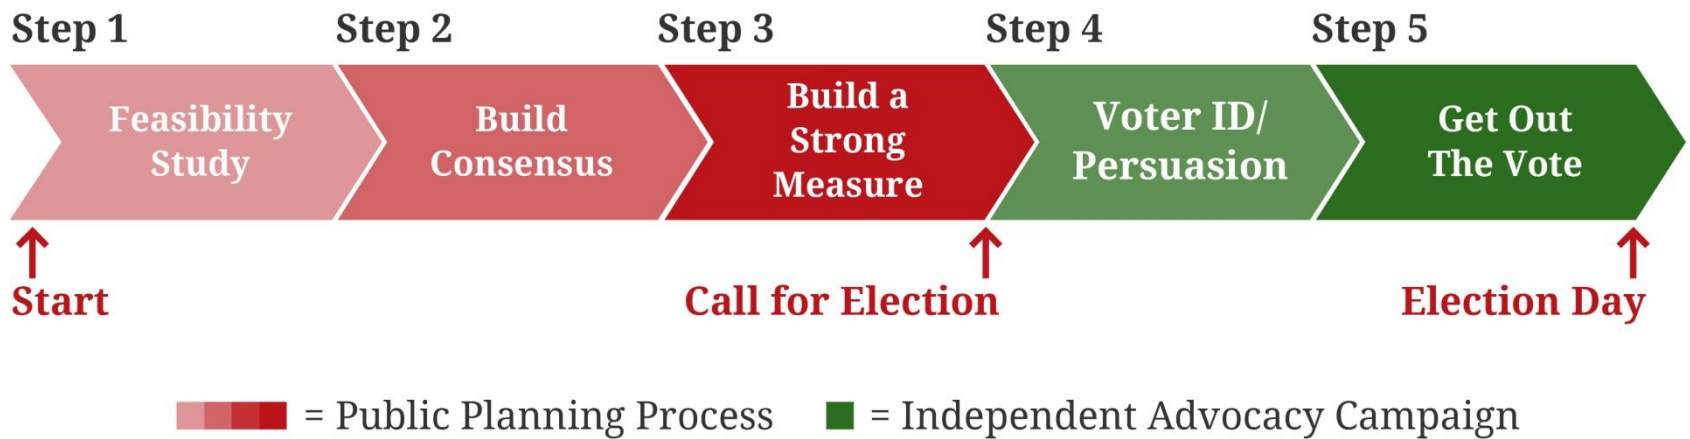 Step 1
Step 2
Step 3
Step 4
Step 5
Feasibility
Study
Build
Consensus
Build a
Strong
Measure
Voter ID/
Persuasion
Get Out
The Vote
Start
Call for Election
Election Day
= Public Planning Process
= Independent Advocacy Campaign